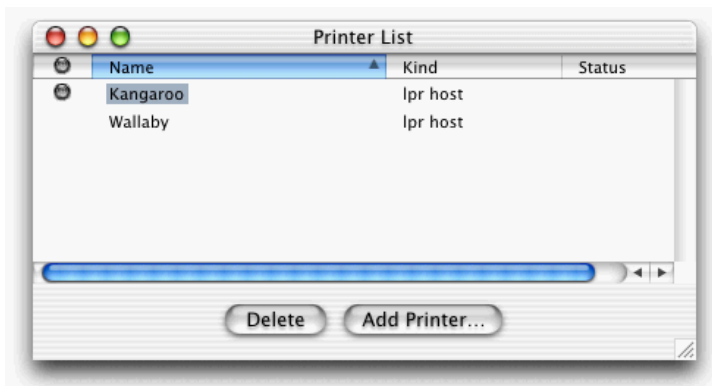 Printer List
Name Kind Status
Kangaroo lpr host
Wallaby lpr host
Delete Add Printer...